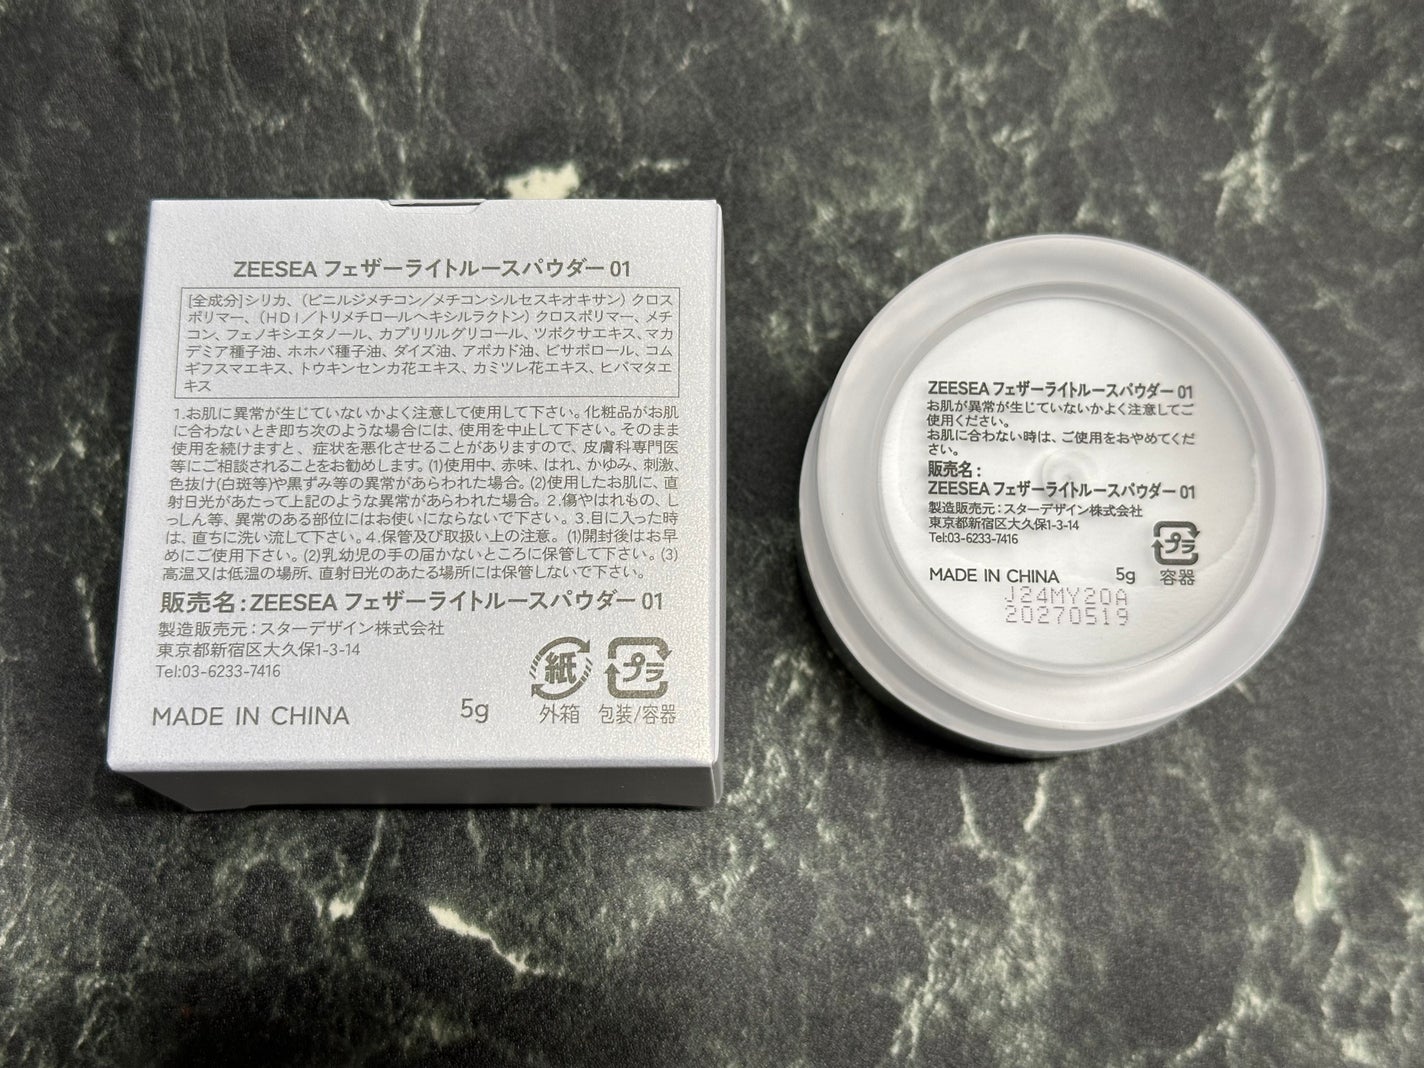 ZEESEA フェザーライトルースパウダー 01
[全成分]シリカ、（ビニルジメチコン／メチコンシルセスキオキサン）クロス
ポリマー、（HDI／トリメチロールヘキシルラクトン）クロスポリマー、メチ
コン、フェノキシエタノール、カプリリルグリコール、ツボクサエキス、マカ
デミア種子油、ホホバ種子油、ダイズ油、アボカド油、ビサボロール、コム
ギフスマエキス、トウキンセンカ花エキス、カミツレ花エキス、ヒバマタエ
キス
1.お肌に異常が生じていないかよく注意して使用して下さい。化粧品がお肌
に合わないとき即ち次のような場合には、使用を中止して下さい。そのまま
使用を続けますと、症状を悪化させることがありますので、皮膚科専門医
等にご相談されることをお勧めします。(1)使用中、赤味、はれ、かゆみ、刺激、
色抜け(白斑等)や黒ずみ等の異常があらわれた場合。(2)使用したお肌に、直
射日光があたって上記のような異常があらわれた場合。2.傷やはれもの、し
っしん等、異常のある部位にはお使いにならないで下さい。3.目に入った時
は、直ちに洗い流して下さい。4.保管及び取扱い上の注意。(1)開封後はお早
めにご使用下さい。(2)乳幼児の手の届かないところに保管して下さい。(3)
高温又は低温の場所、直射日光のあたる場所には保管しないで下さい。
販売名：ZEESEA フェザーライトルースパウダー 01
製造販売元：スターデザイン株式会社
東京都新宿区大久保1-3-14
Tel:03-6233-7416
MADE IN CHINA
5g
紙
外箱
プラ
包装/容器
ZEESEA フェザーライトルースパウダー 01
お肌が異常が生じていないかよく注意してご
使用ください。
お肌に合わない時は、ご使用をおやめくだ
さい。
販売名：
ZEESEA フェザーライトルースパウダー 01
製造販売元：スターデザイン株式会社
東京都新宿区大久保1-3-14
Tel:03-6233-7416
プラ
容器
MADE IN CHINA
5g
J24MY20A
20270519